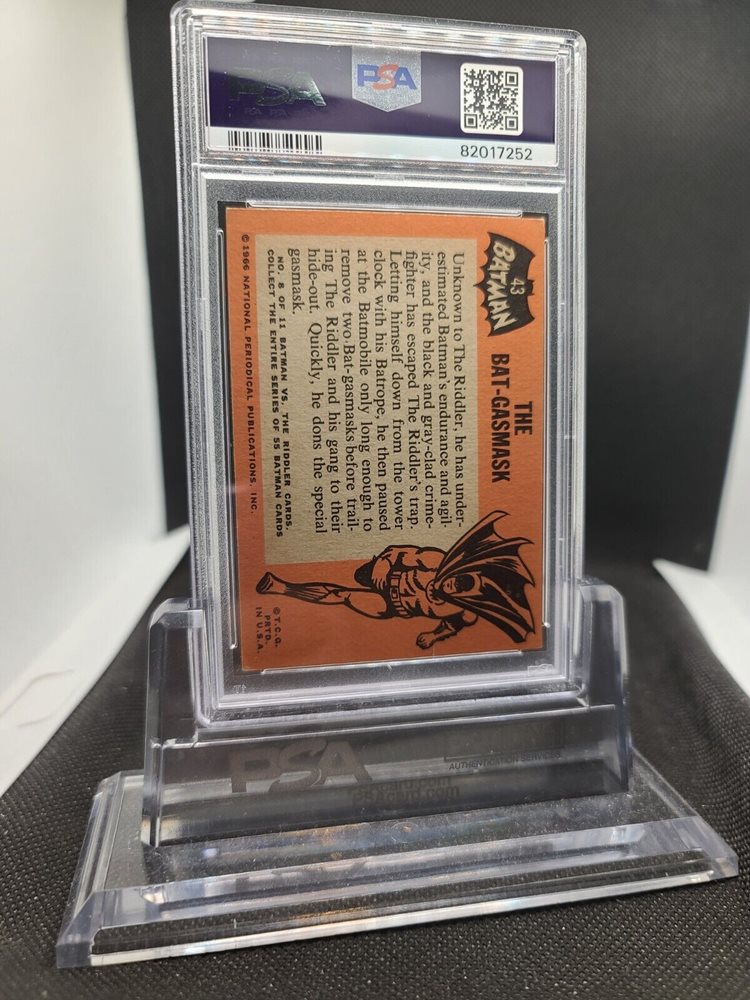 PSA
PSA
82017252
43
BATMAN
THE
BAT-GASMASK
Unknown to The Riddler, he has under-
estimated Batman's endurance and agil-
ity, and the black and gray-clad crime-
fighter has escaped The Riddler's trap.
Letting himself down from the tower
clock with his Batrope, he then paused
at the Batmobile only long enough to
remove two Bat-gasmasks before trail-
ing The Riddler and his gang to their
hide-out. Quickly, he dons the special
gasmask.
NO. 8 OF 11 BATMAN VS. THE RIDDLER CARDS.
COLLECT THE ENTIRE SERIES OF 55 BATMAN CARDS
© 1966 NATIONAL PERIODICAL PUBLICATIONS, INC.
© T.C.G.
PRTD.
IN U.S.A.
PSA
AUTHENTICATION SERVICES